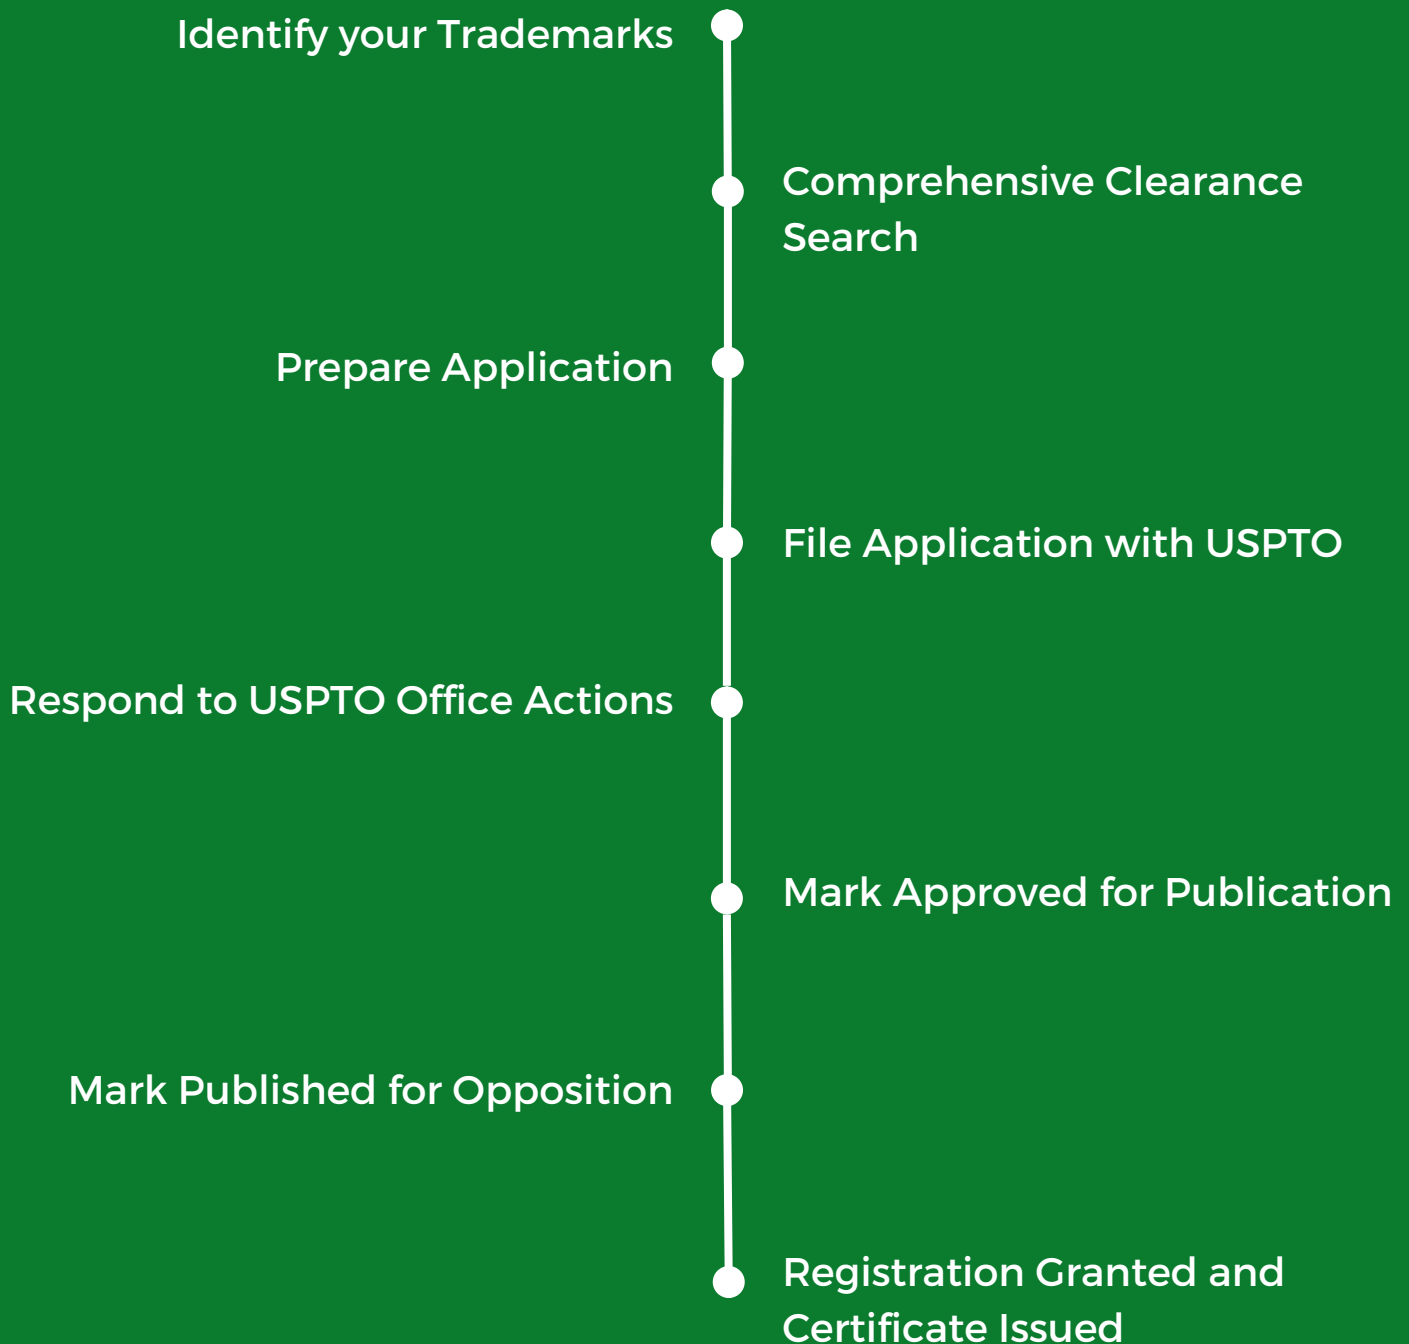 Identify your Trademarks
Comprehensive Clearance
Search
Prepare Application
File Application with USPTO
Respond to USPTO Office Actions
Mark Approved for Publication
Mark Published for Opposition
Registration Granted and
Certificate Issued